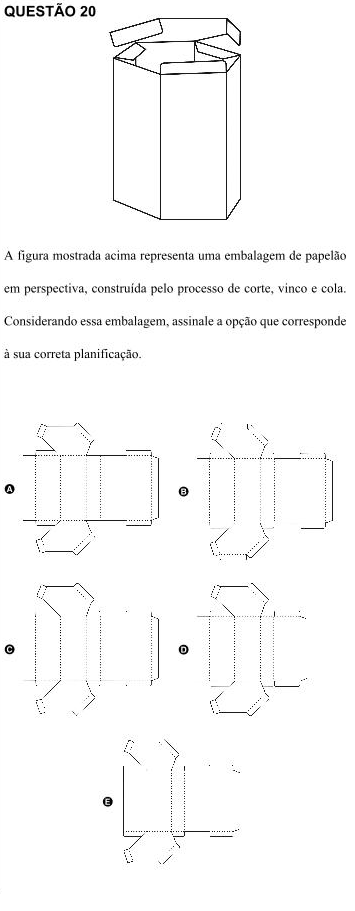 QUESTÃO 20
A figura mostrada acima representa uma embalagem de papelão
em perspectiva, construída pelo processo de corte, vinco e cola.
Considerando essa embalagem, assinale a opção que corresponde
à sua correta planificação.
A
B
C
D
E